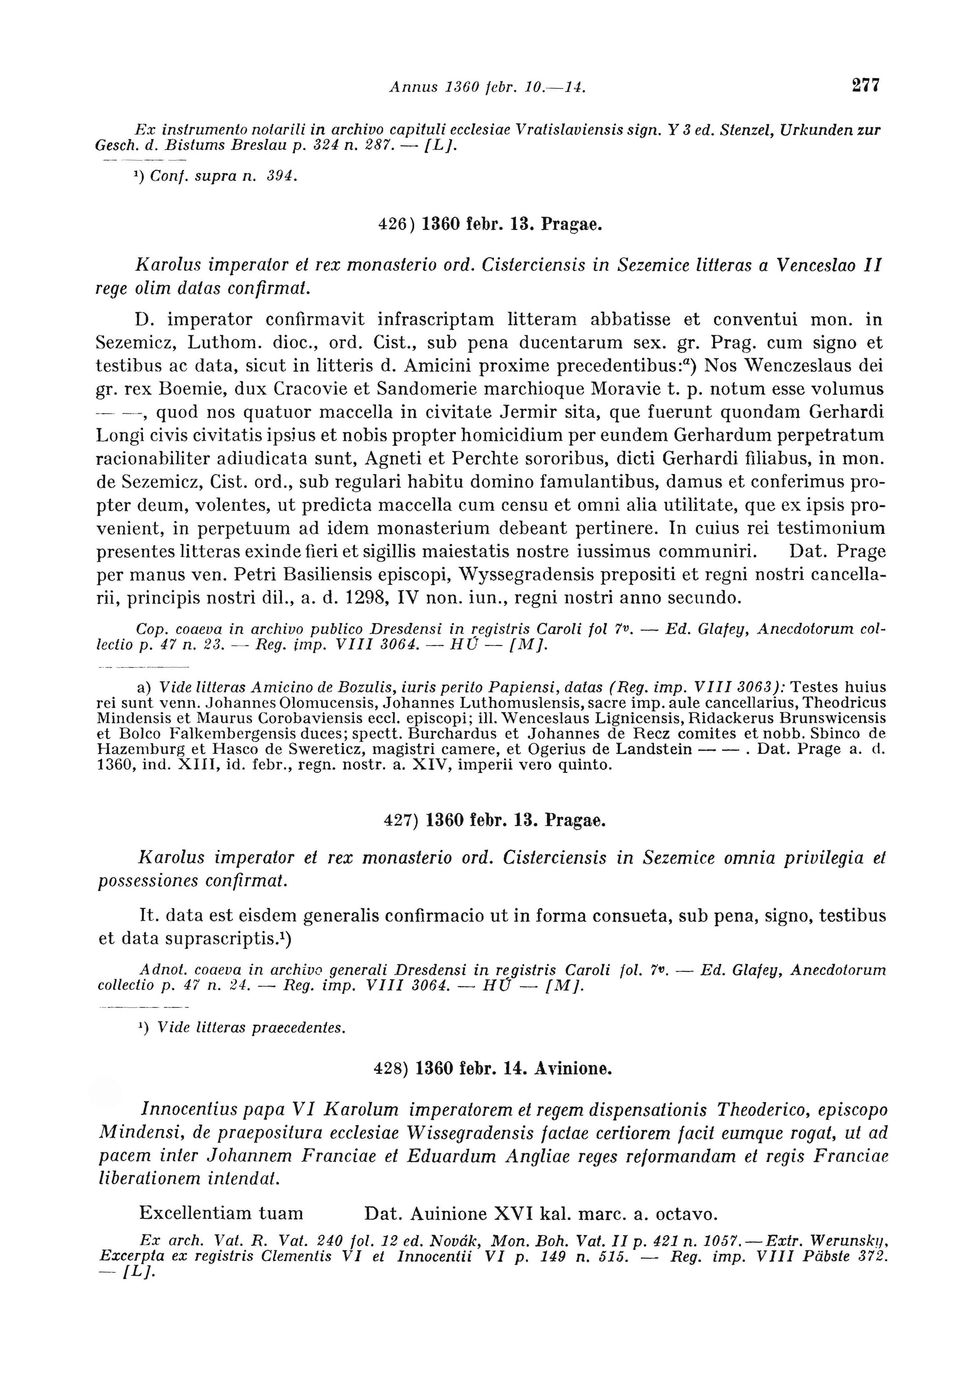 Annus 1360 febr. 10.—14. 277
Ex instrumento notarili in archivo capituli ecclesiae Vratislaviensis sign. Y 3 ed. Stenzel, Urkunden zur
Gesch. d. Bistums Breslau p. 324 n. 287. — [L].
¹) Conf. supra n. 394.
426) 1360 febr. 13. Pragae.
Karolus imperator et rex monasterio ord. Cisterciensis in Sezemice litteras a Venceslao II
rege olim datas confirmat.
D. imperator confirmavit infrascriptam litteram abbatisse et conventui mon. in
Sezemicz, Luthom. dioc., ord. Cist., sub pena ducentarum sex. gr. Prag. cum signo et
testibus ac data, sicut in litteris d. Amicini proxime precedentibus:ᵃ) Nos Wenczeslaus dei
gr. rex Boemie, dux Cracovie et Sandomerie marchioque Moravie t. p. notum esse volumus
— —, quod nos quatuor maccella in civitate Jermir sita, que fuerunt quondam Gerhardi
Longi civis civitatis ipsius et nobis propter homicidium per eundem Gerhardum perpetratum
racionabiliter adiudicata sunt, Agneti et Perchte sororibus, dicti Gerhardi filiabus, in mon.
de Sezemicz, Cist. ord., sub regulari habitu domino famulantibus, damus et conferimus pro-
pter deum, volentes, ut predicta maccella cum censu et omni alia utilitate, que ex ipsis pro-
venient, in perpetuum ad idem monasterium debeant pertinere. In cuius rei testimonium
presentes litteras exinde fieri et sigillis maiestatis nostre iussimus communiri. Dat. Prage
per manus ven. Petri Basiliensis episcopi, Wyssegradensis prepositi et regni nostri cancella-
rii, principis nostri dil., a. d. 1298, IV non. iun., regni nostri anno secundo.
Cop. coaeva in archivo publico Dresdensi in registris Caroli fol 7ᵛ. — Ed. Glafey, Anecdotorum col-
lectio p. 47 n. 23. — Reg. imp. VIII 3064. — HÚ — [M].
a) Vide litteras Amicino de Bozulis, iuris perito Papiensi, datas (Reg. imp. VIII 3063): Testes huius
rei sunt venn. Johannes Olomucensis, Johannes Luthomuslensis, sacre imp. aule cancellarius, Theodricus
Mindensis et Maurus Corobaviensis eccl. episcopi; ill. Wenceslaus Lignicensis, Ridackerus Brunswicensis
et Bolco Falkembergensis duces; spectt. Burchardus et Johannes de Recz comites et nobb. Sbinco de
Hazemburg et Hasco de Swereticz, magistri camere, et Ogerius de Landstein — — . Dat. Prage a. d.
1360, ind. XIII, id. febr., regn. nostr. a. XIV, imperii vero quinto.
427) 1360 febr. 13. Pragae.
Karolus imperator et rex monasterio ord. Cisterciensis in Sezemice omnia privilegia et
possessiones confirmat.
It. data est eisdem generalis confirmacio ut in forma consueta, sub pena, signo, testibus
et data suprascriptis.¹)
Adnot. coaeva in archivo generali Dresdensi in registris Caroli fol. 7ᵛ. — Ed. Glafey, Anecdotorum
collectio p. 47 n. 24. — Reg. imp. VIII 3064. — HÚ — [M].
¹) Vide litteras praecedentes.
428) 1360 febr. 14. Avinione.
Innocentius papa VI Karolum imperatorem et regem dispensationis Theoderico, episcopo
Mindensi, de praepositura ecclesiae Wissegradensis factae certiorem facit eumque rogat, ut ad
pacem inter Johannem Franciae et Eduardum Angliae reges reformandam et regis Franciae
liberationem intendat.
Excellentiam tuam Dat. Auinione XVI kal. marc. a. octavo.
Ex arch. Vat. R. Vat. 240 fol. 12 ed. Novák, Mon. Boh. Vat. II p. 421 n. 1057. — Extr. Werunsky,
Excerpta ex registris Clementis VI et Innocentii VI p. 149 n. 515. — Reg. imp. VIII Päbste 372.
— [L].